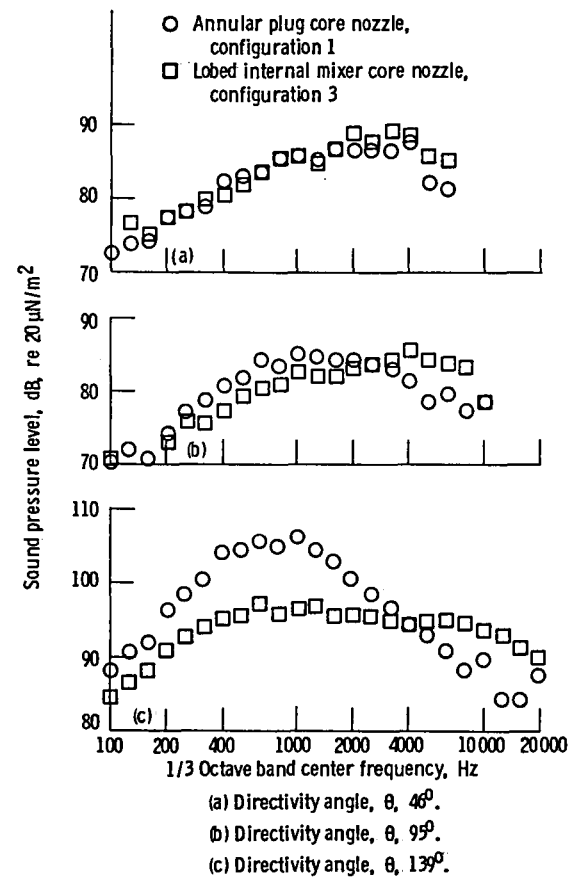 Annular plug core nozzle,
configuration 1
Lobed internal mixer core nozzle,
configuration 3
90
80
70
(a)
90
80
70
(b)
110
100
90
80
(c)
Sound pressure level, dB, re 20 μN/m²
100 200 400 1000 2000 4000 10 000 20 000
1/3 Octave band center frequency, Hz
(a) Directivity angle, θ, 46⁰.
(b) Directivity angle, θ, 95⁰.
(c) Directivity angle, θ, 139⁰.